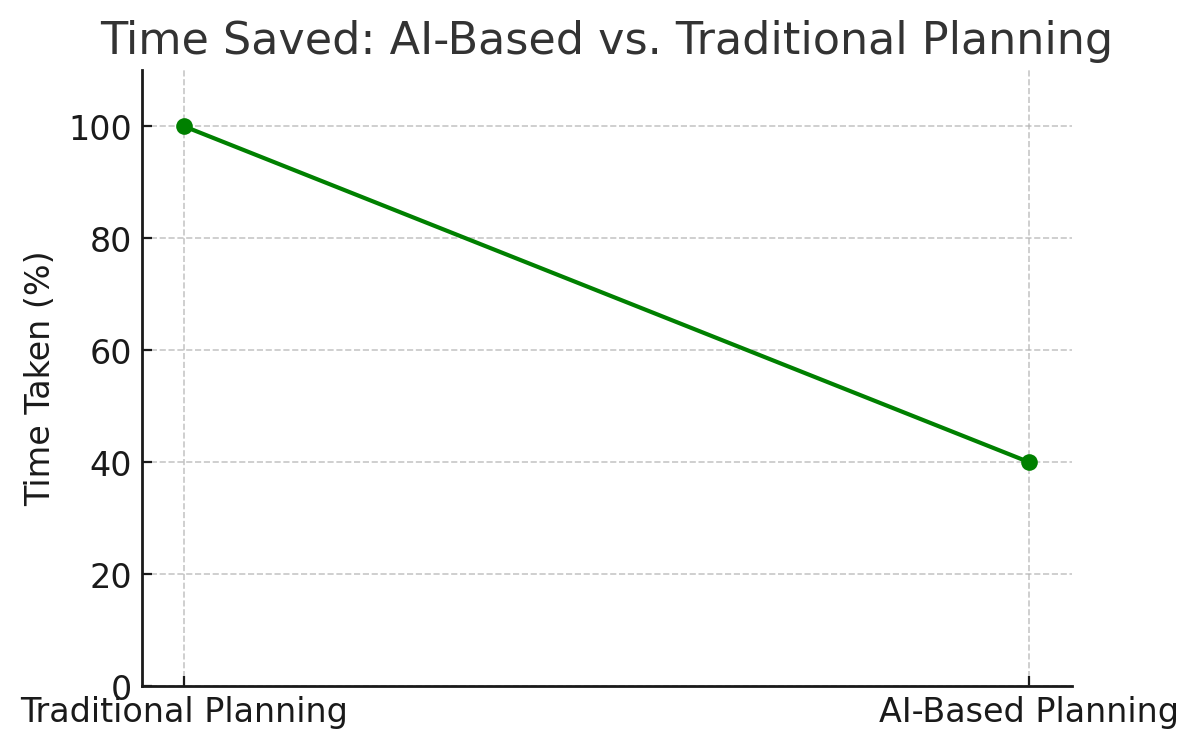 Time Saved: AI-Based vs. Traditional Planning
Time Taken (%)
100
80
60
40
20
0
Traditional Planning
AI-Based Planning